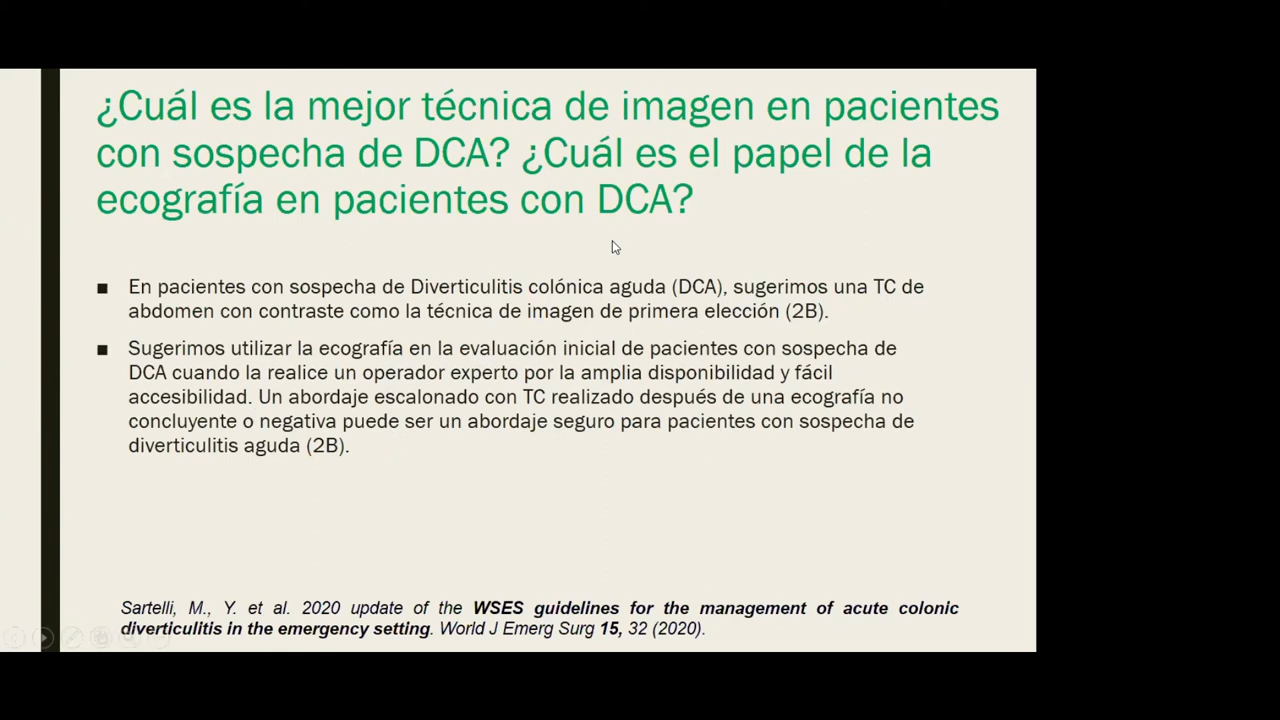 ¿Cuál es la mejor técnica de imagen en pacientes
con sospecha de DCA? ¿Cuál es el papel de la
ecografía en pacientes con DCA?
■ En pacientes con sospecha de Diverticulitis colónica aguda (DCA), sugerimos una TC de
abdomen con contraste como la técnica de imagen de primera elección (2B).
■ Sugerimos utilizar la ecografía en la evaluación inicial de pacientes con sospecha de
DCA cuando la realice un operador experto por la amplia disponibilidad y fácil
accesibilidad. Un abordaje escalonado con TC realizado después de una ecografía no
concluyente o negativa puede ser un abordaje seguro para pacientes con sospecha de
diverticulitis aguda (2B).
Sartelli, M., Y. et al. 2020 update of the WSES guidelines for the management of acute colonic
diverticulitis in the emergency setting. World J Emerg Surg 15, 32 (2020).